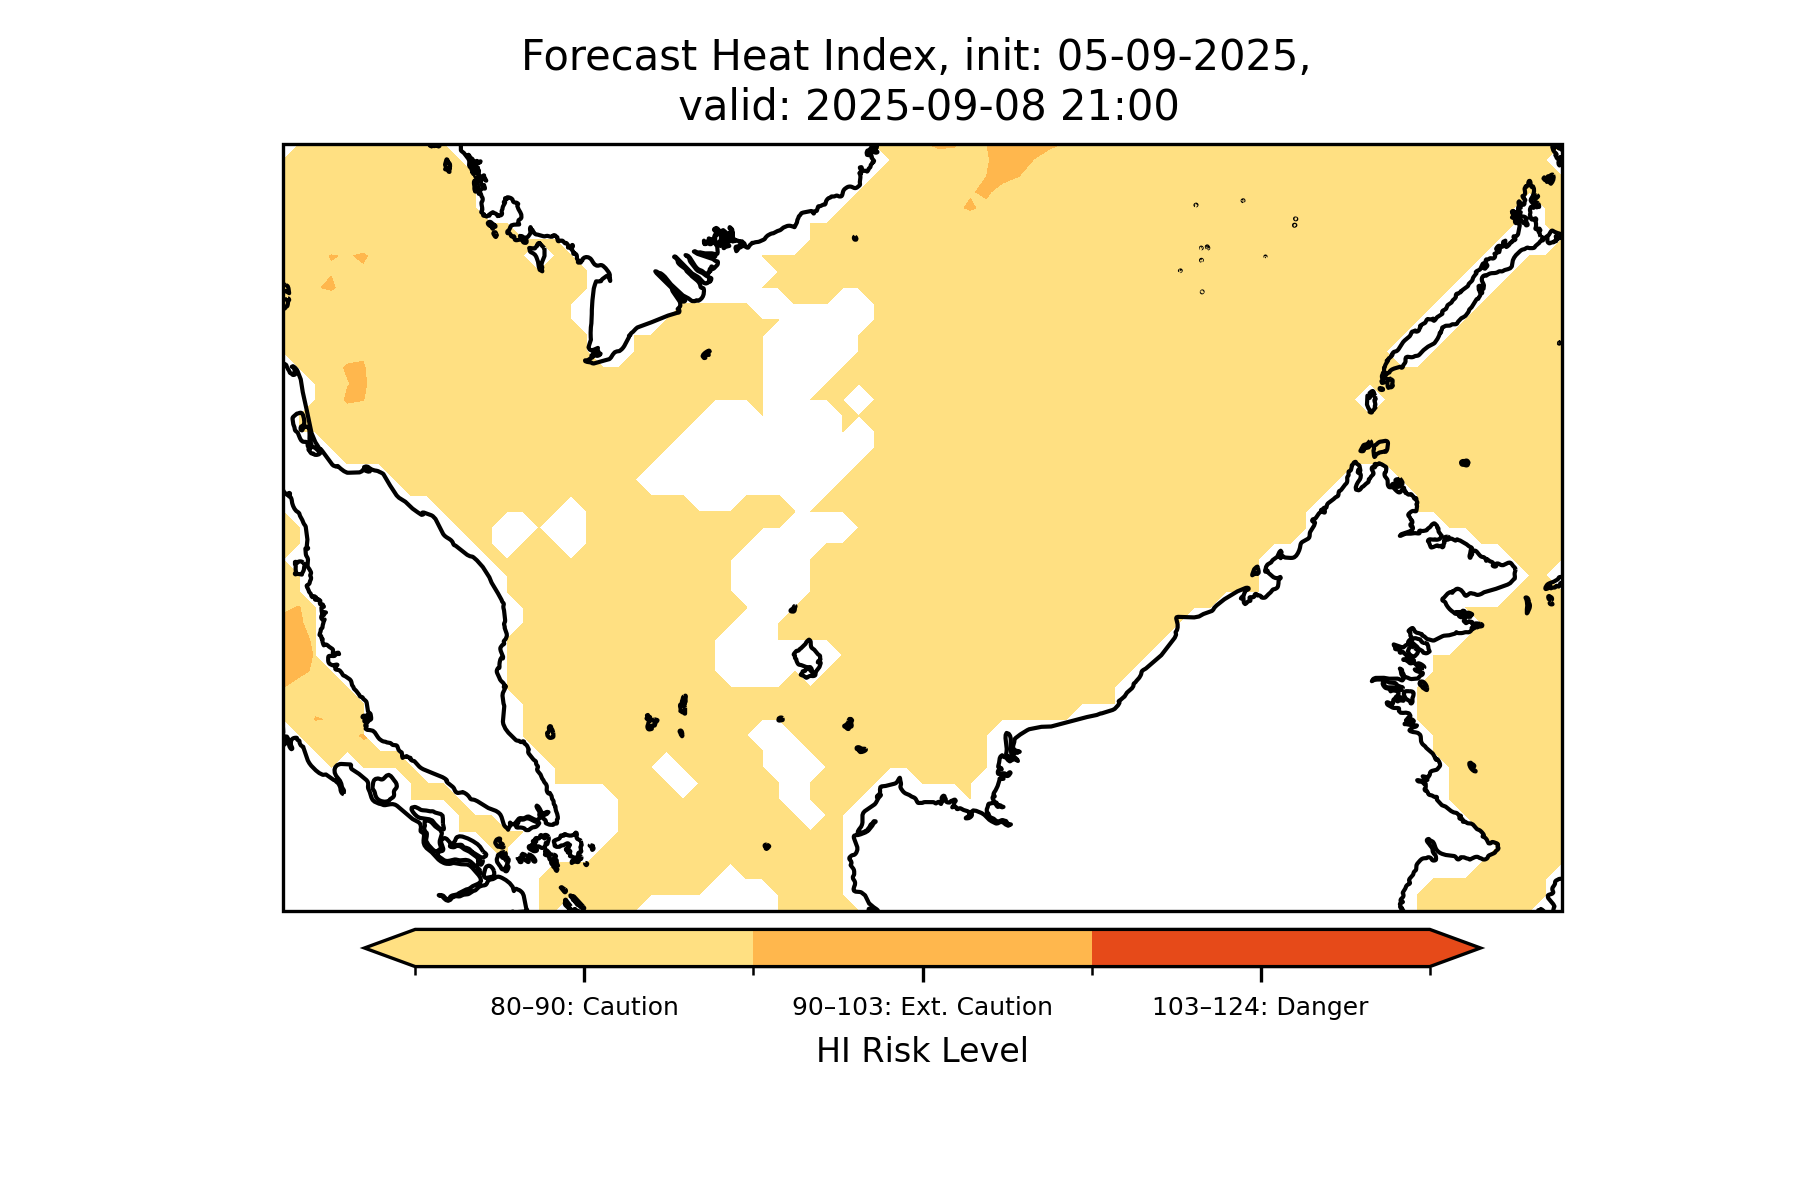 Forecast Heat Index, init: 05-09-2025,
valid: 2025-09-08 21:00
80–90: Caution
90–103: Ext. Caution
103–124: Danger
HI Risk Level